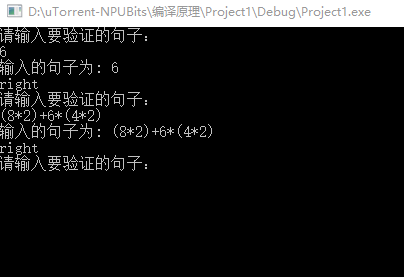 D:\uTorrent-NPUBits\编译原理\Project1\Debug\Project1.exe
请输入要验证的句子：
6
输入的句子为: 6
right
请输入要验证的句子：
(8*2)+6*(4*2)
输入的句子为: (8*2)+6*(4*2)
right
请输入要验证的句子：